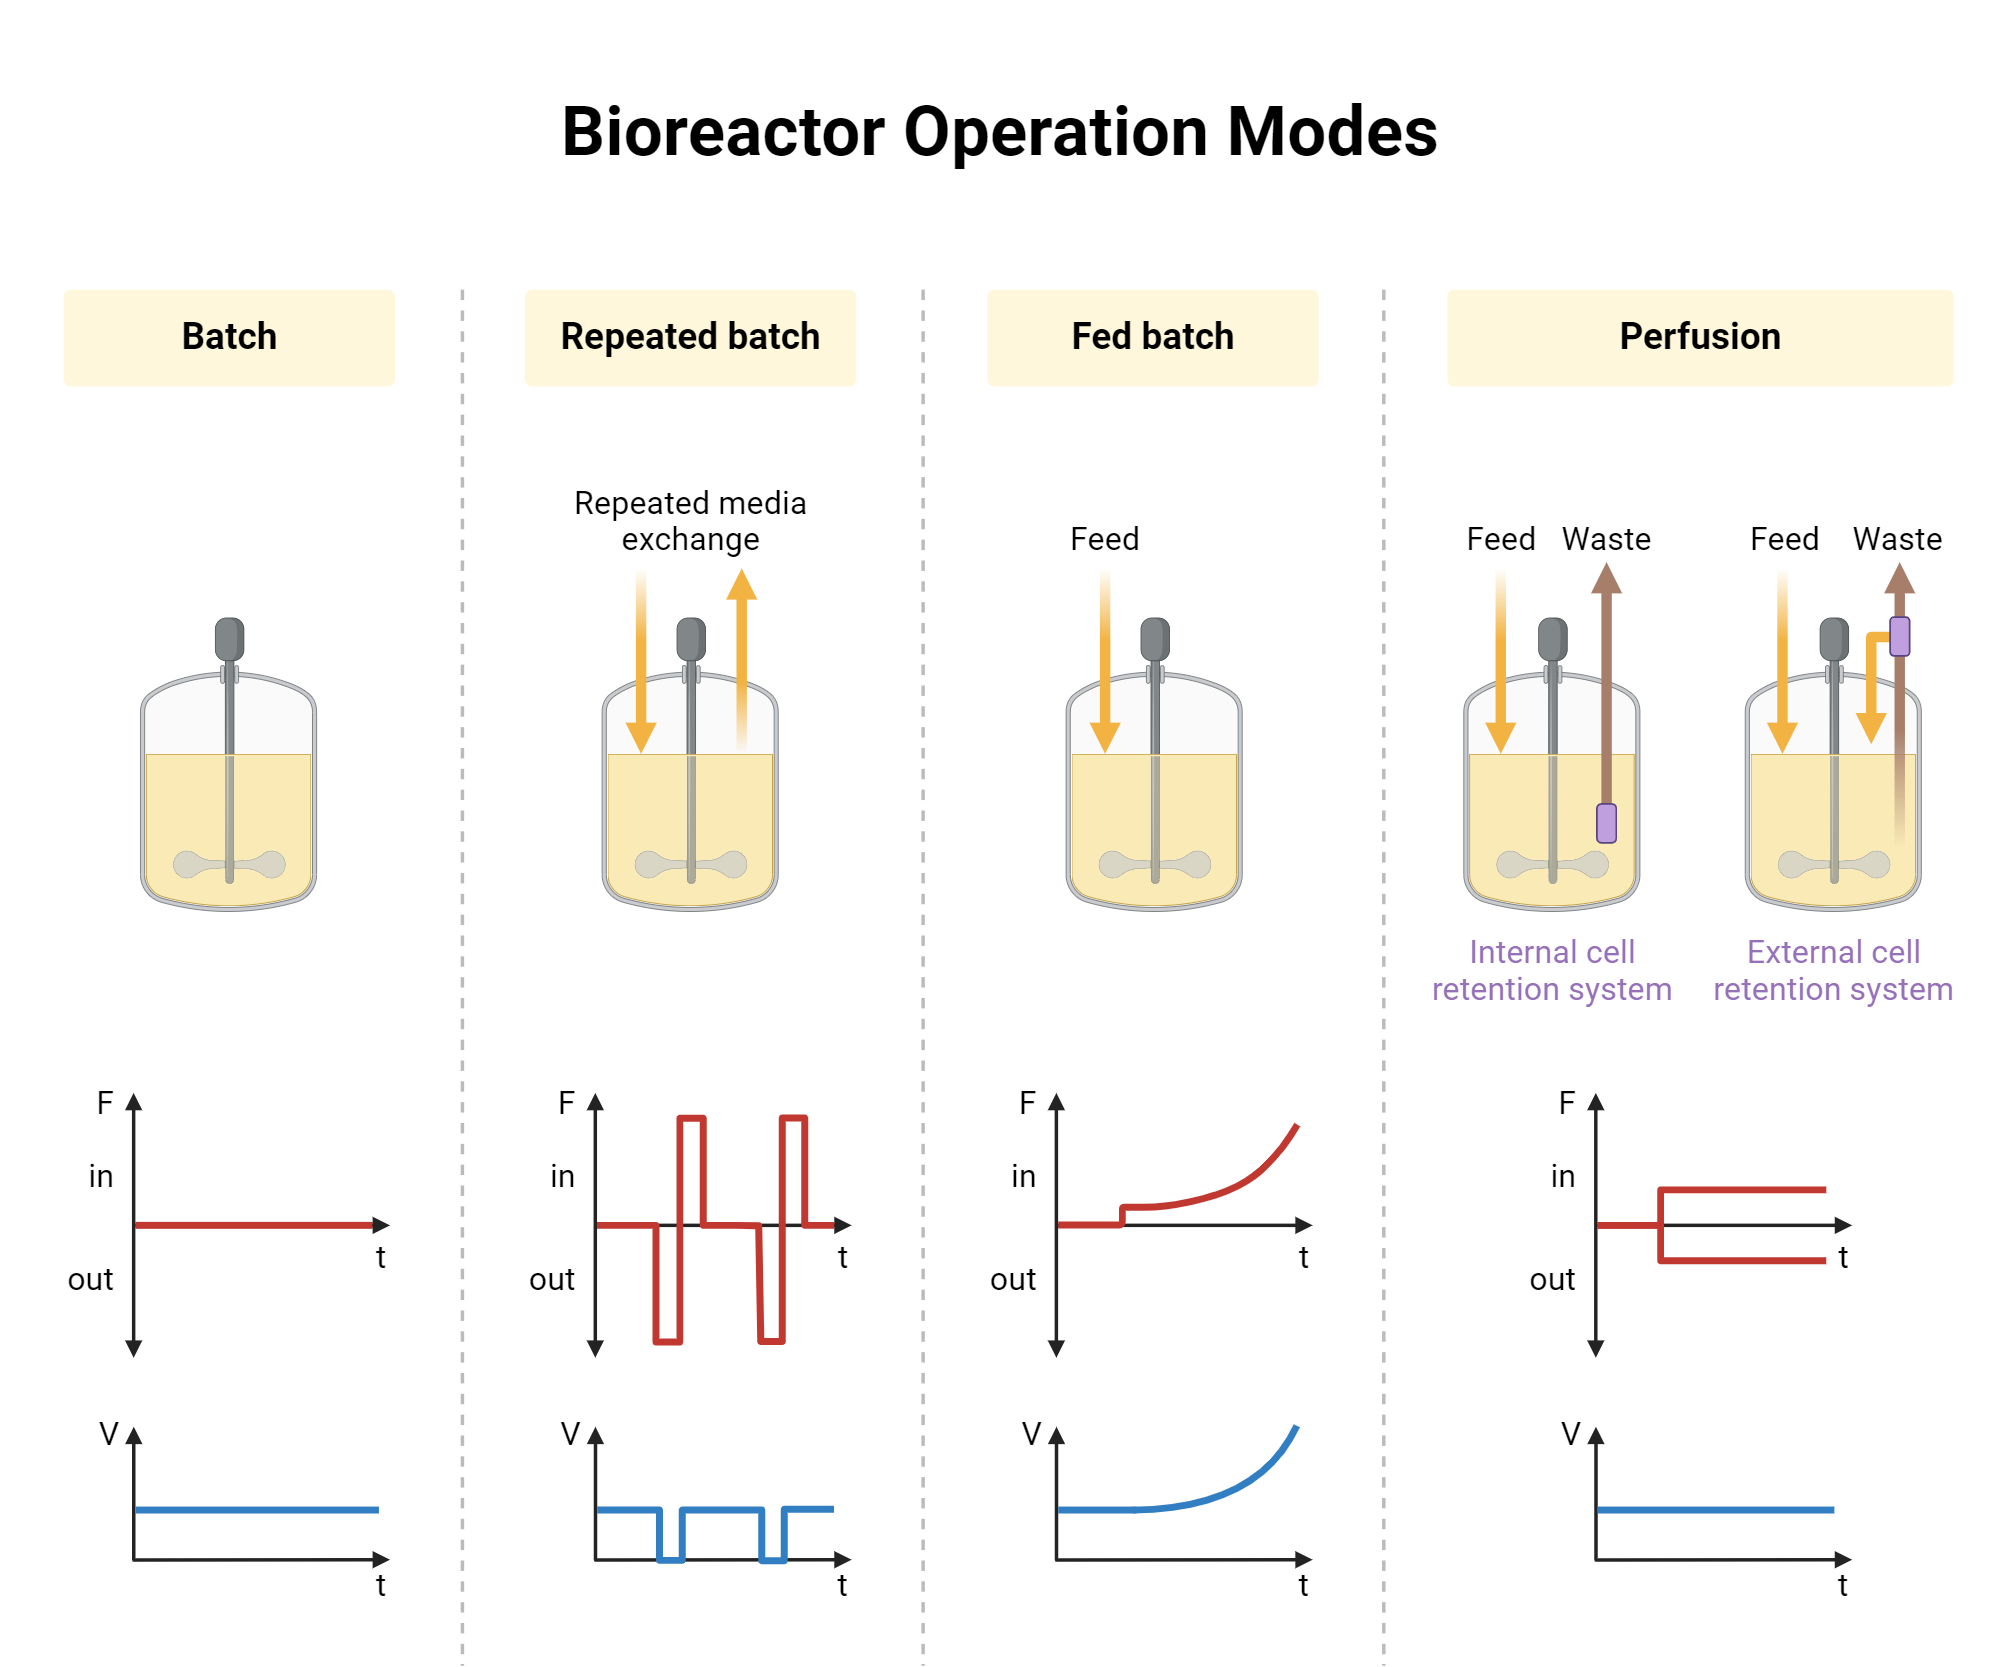 Bioreactor Operation Modes
Batch
Repeated batch
Fed batch
Perfusion
Repeated media
exchange
Feed
Feed
Waste
Feed
Waste
Internal cell
retention system
External cell
retention system
F
in
out
t
F
in
out
t
F
in
out
t
F
in
out
t
V
t
V
t
V
t
V
t